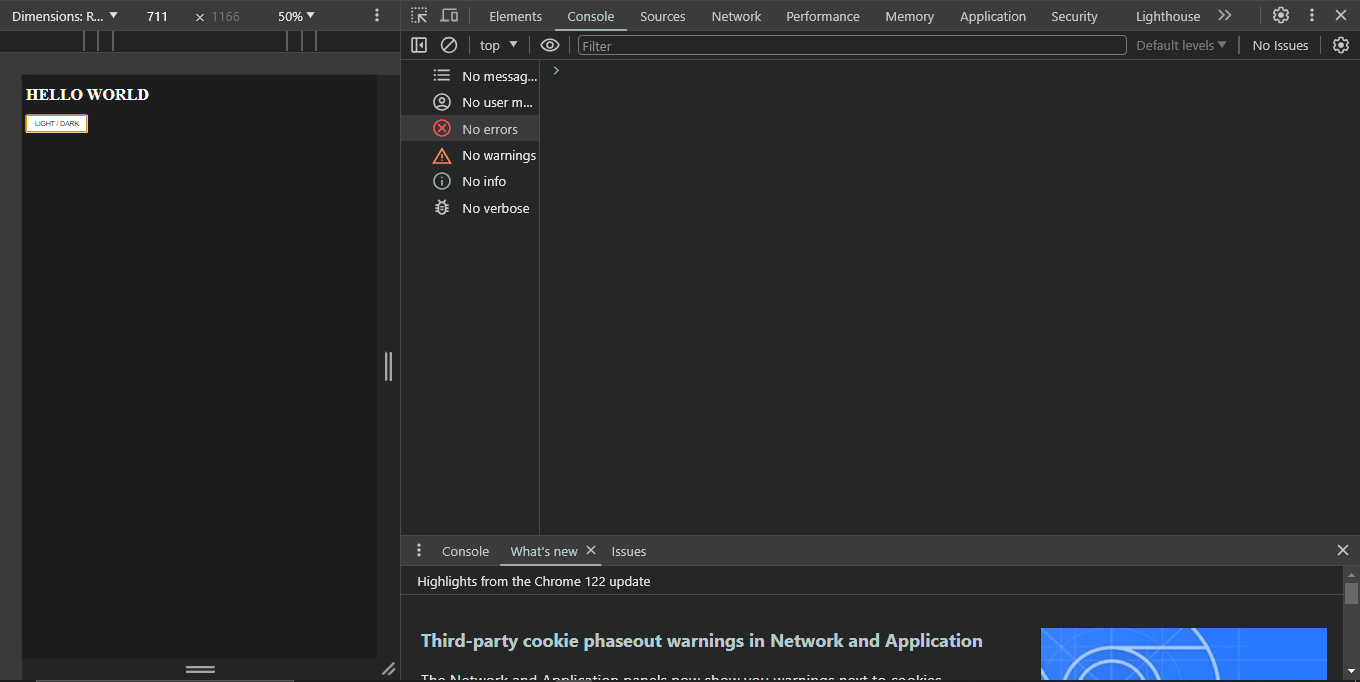 Dimensions: R... 711 × 1166 50%
HELLO WORLD
LIGHT / DARK
Elements Console Sources Network Performance Memory Application Security Lighthouse
top Filter Default levels No Issues
No messag...
No user m...
No errors
No warnings
No info
No verbose
Console What's new Issues
Highlights from the Chrome 122 update
Third-party cookie phaseout warnings in Network and Application
The Network and Application panels now show you warnings next to cookies